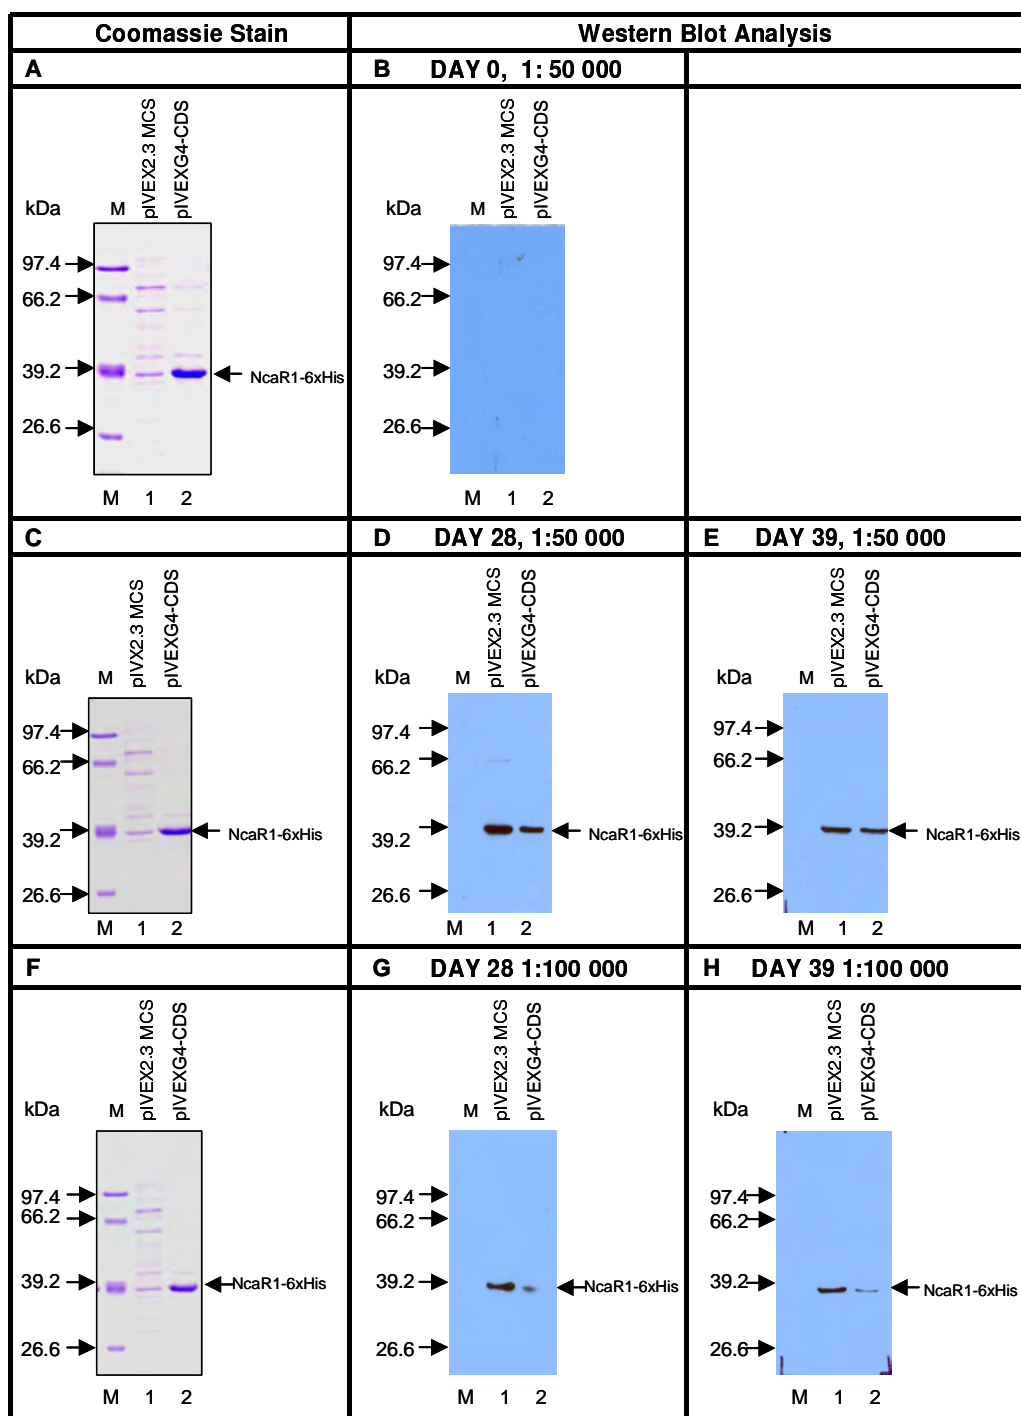 Coomassie Stain
Western Blot Analysis
A
B DAY 0, 1: 50 000
kDa
M
pIVEX2.3 MCS
pIVEXG4-CDS
97.4
66.2
39.2
26.6
NcaR1-6xHis
M 1 2
kDa
M
pIVEX2.3 MCS
pIVEXG4-CDS
97.4
66.2
39.2
26.6
M 1 2
C
D DAY 28, 1:50 000
E DAY 39, 1:50 000
kDa
M
pIVX2.3 MCS
pIVEXG4-CDS
97.4
66.2
39.2
26.6
NcaR1-6xHis
M 1 2
kDa
M
pIVEX2.3 MCS
pIVEXG4-CDS
97.4
66.2
39.2
26.6
NcaR1-6xHis
M 1 2
kDa
M
pIVEX2.3 MCS
pIVEXG4-CDS
97.4
66.2
39.2
26.6
NcaR1-6xHis
M 1 2
F
G DAY 28 1:100 000
H DAY 39 1:100 000
kDa
M
pIVEX2.3 MCS
pIVEXG4-CDS
97.4
66.2
39.2
26.6
NcaR1-6xHis
M 1 2
kDa
M
pIVEX2.3 MCS
pIVEXG4-CDS
97.4
66.2
39.2
26.6
NcaR1-6xHis
M 1 2
kDa
M
pIVEX2.3 MCS
pIVEXG4-CDS
97.4
66.2
39.2
26.6
NcaR1-6xHis
M 1 2